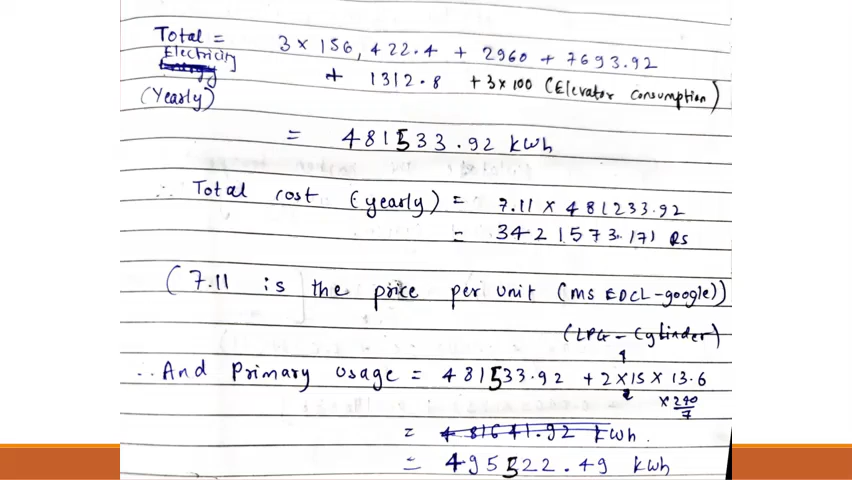 Total = 3 × 156,422.4 + 2960 + 7693.92
Electricity
(Yearly) + 1312.8 + 3×100 (Elevator consumption)
= 481533.92 kwh
∴ Total cost (yearly) = 7.11 × 481233.92
= 3421573.171 Rs
(7.11 is the price per unit (MSEDCL-google))
(LPG - Cylinder)
∴ And Primary usage = 481533.92 + 2×15 × 13.6
× 270/7
= 481641.92 kwh.
= 495522.49 kwh